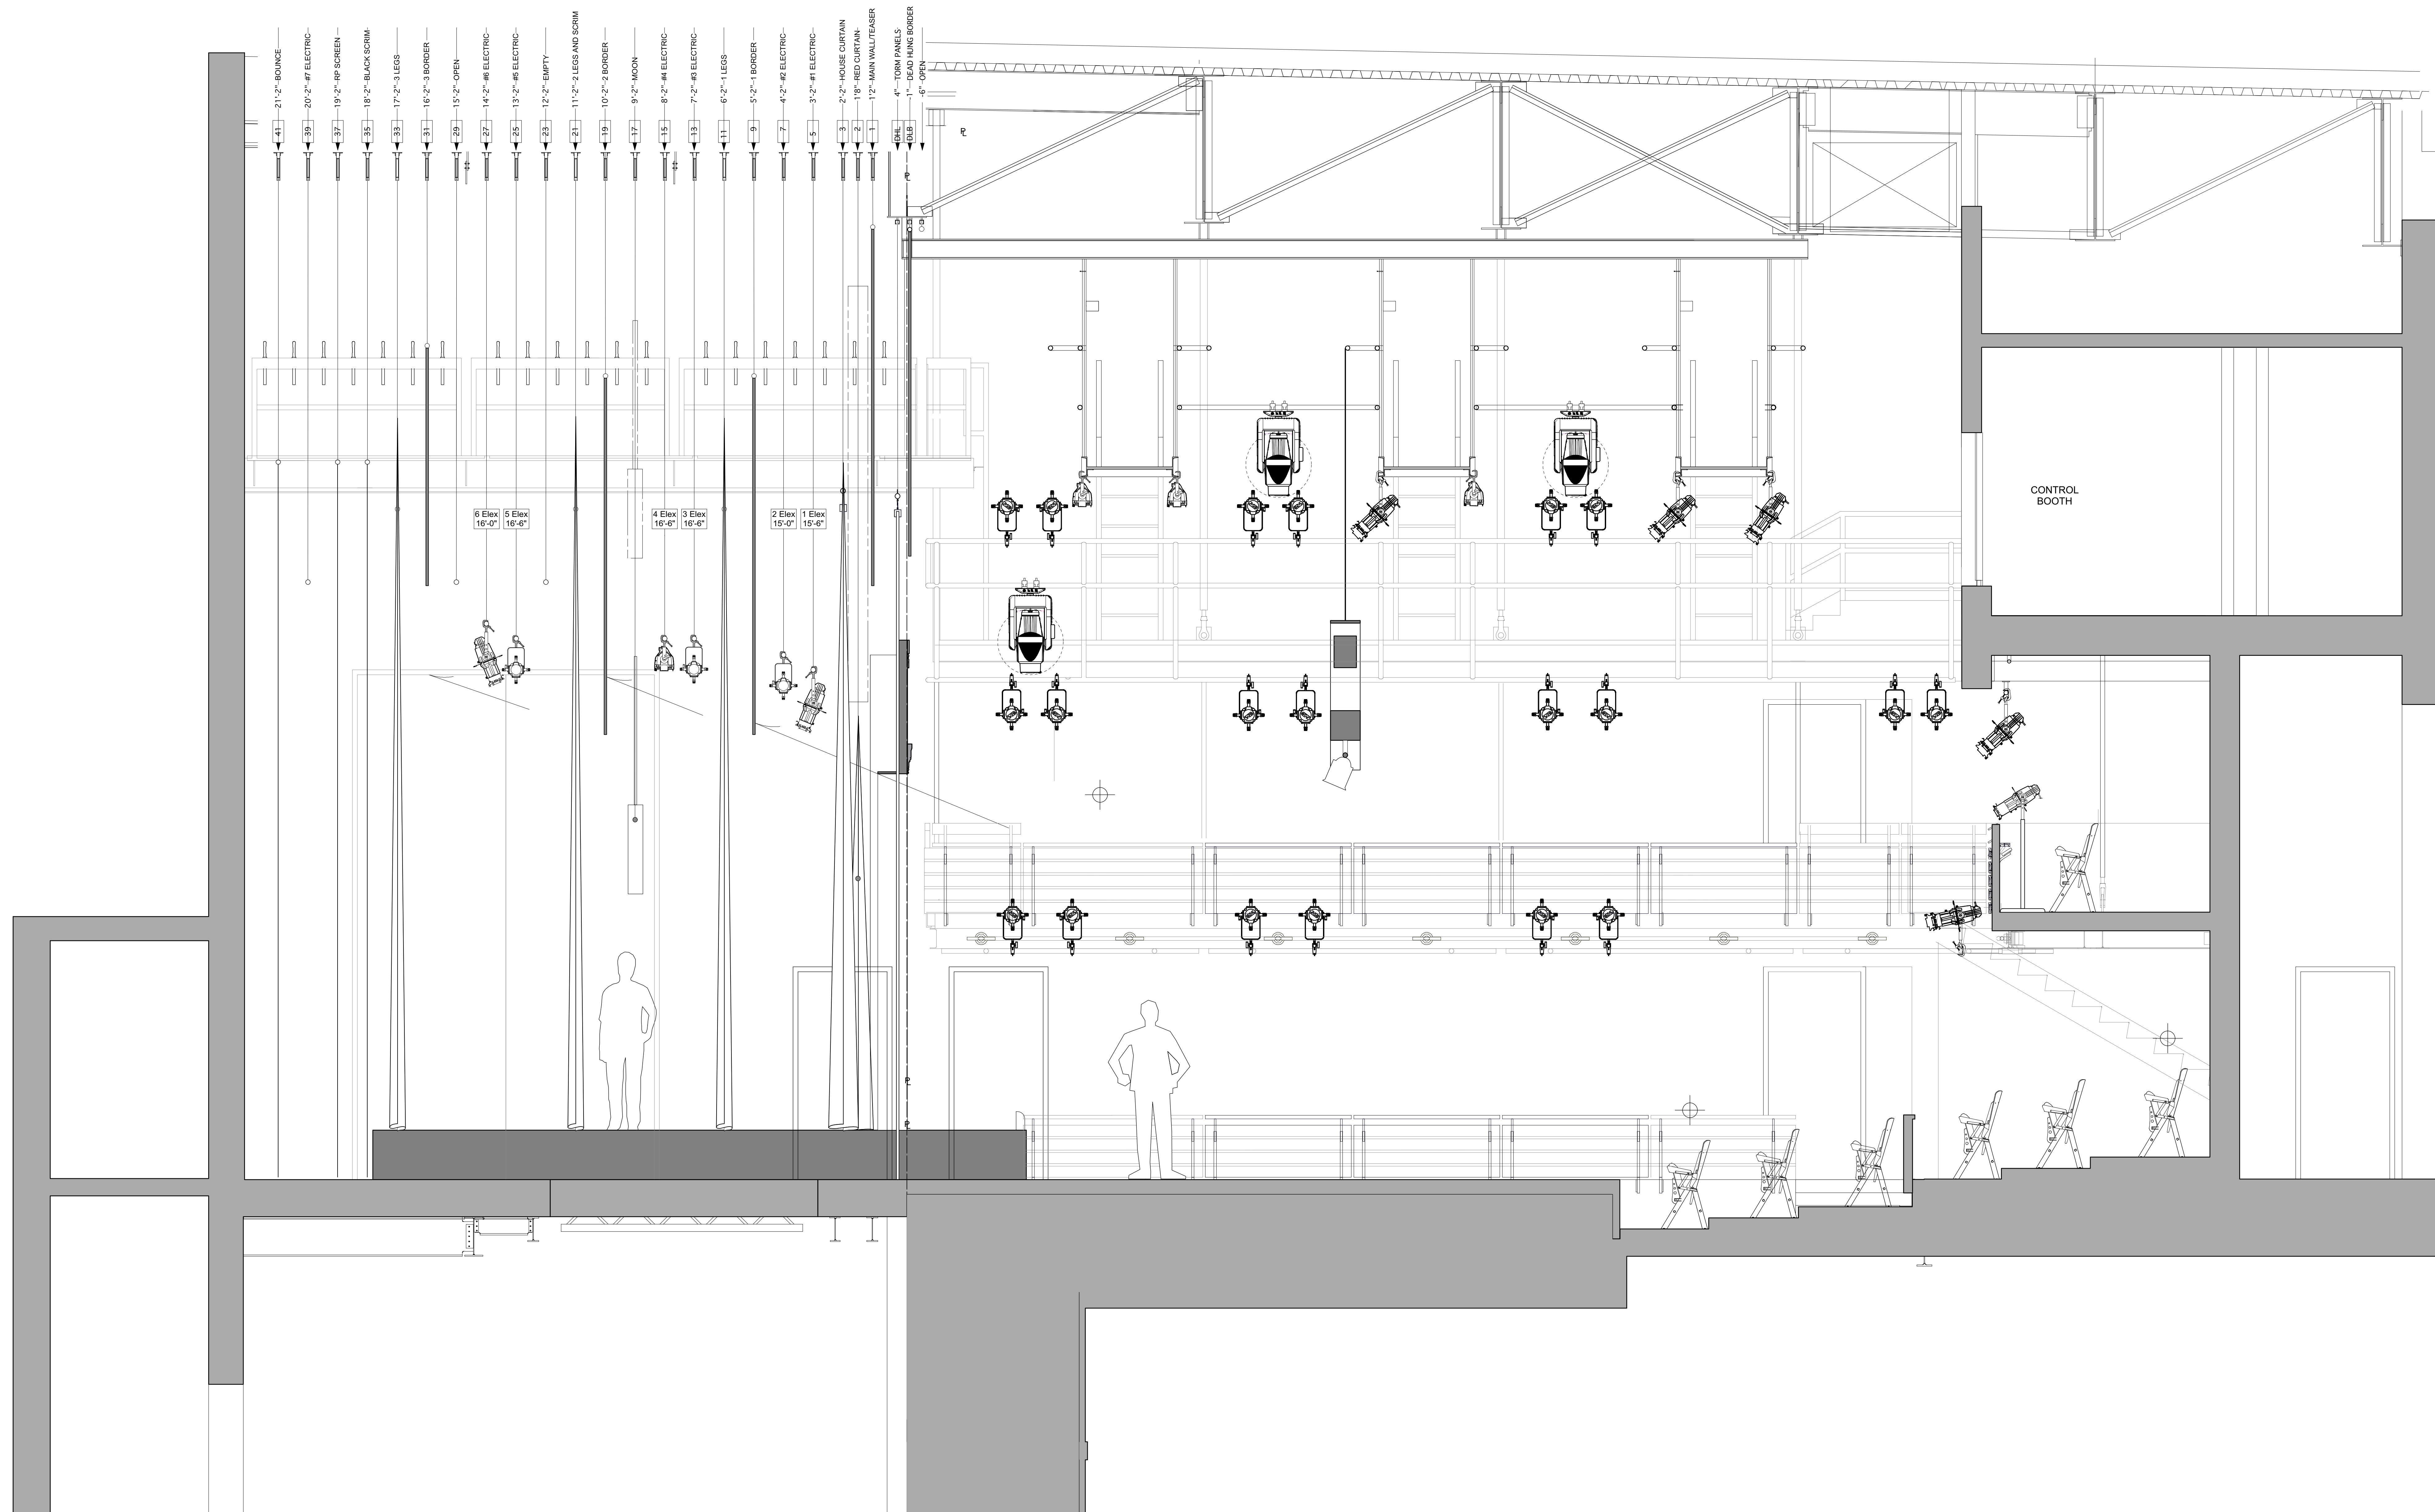 21'-2" BOUNCE
20'-2" #7 ELECTRIC
19'-2" RP SCREEN
18'-2" BLACK SCRIM
17'-2" 3 LEGS
16'-2" 3 BORDER
15'-2" OPEN
14'-2" #6 ELECTRIC
13'-2" #5 ELECTRIC
12'-2" EMPTY
11'-2" 2 LEGS AND SCRIM
10'-2" 2 BORDER
9'-2" MOON
8'-2" #4 ELECTRIC
7'-2" #3 ELECTRIC
6'-2" 1 LEGS
5'-2" 1 BORDER
4'-2" #2 ELECTRIC
3'-2" #1 ELECTRIC
2'-2" HOUSE CURTAIN
1'8" RED CURTAIN
1'2" MAIN WALL/TEASER
4" TORM PANELS
-1" DEAD HUNG BORDER
-6" OPEN
41
39
37
35
33
31
29
27
25
23
21
19
17
15
13
11
9
7
5
3
2
1
DHL
DLB
PL
PL
6 Elex
16'-0"
5 Elex
16'-6"
4 Elex
16'-6"
3 Elex
16'-6"
2 Elex
15'-0"
1 Elex
15'-6"
CONTROL
BOOTH
PL
PL